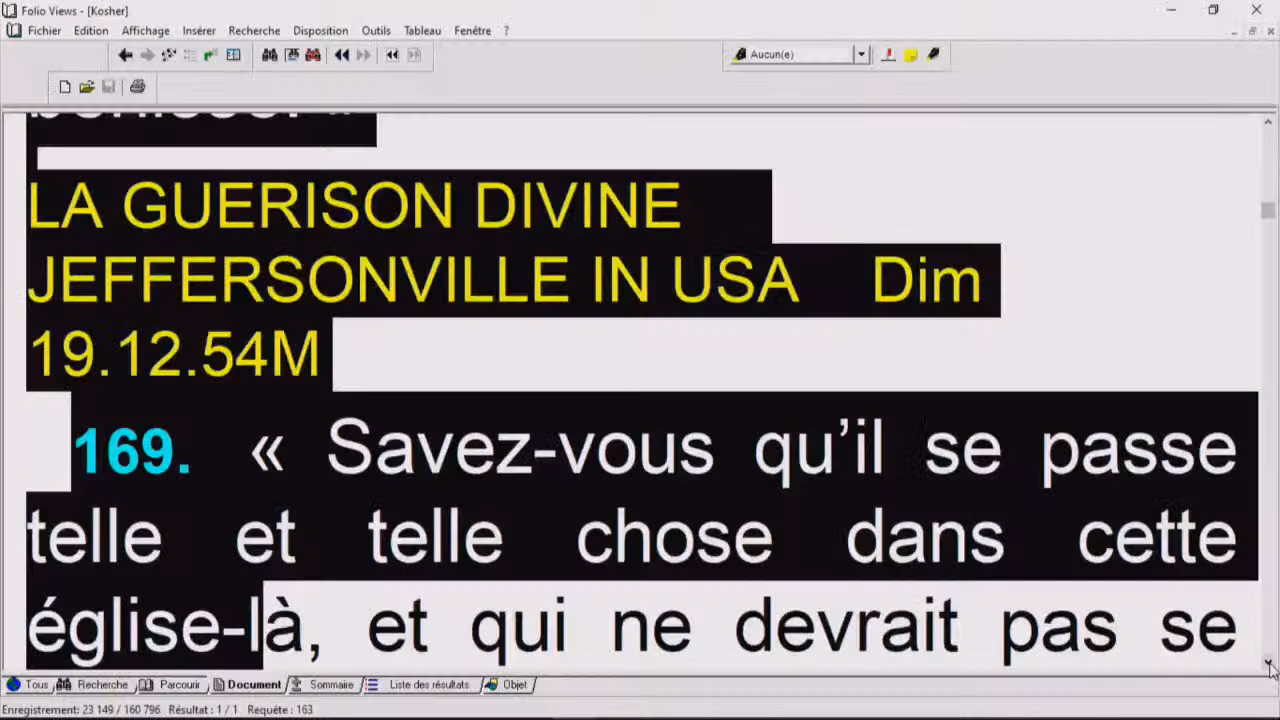 Folio Views - [Kosher]
Fichier Edition Affichage Insérer Recherche Disposition Outils Tableau Fenêtre ?
Aucun(e)
LA GUERISON DIVINE
JEFFERSONVILLE IN USA Dim
19.12.54M
169. « Savez-vous qu’il se passe
telle et telle chose dans cette
église-là, et qui ne devrait pas se
Tous Recherche Parcourir Document Sommaire Liste des résultats Objet
Enregistrement: 23 149 / 160 796 Résultat : 1 / 1 Requête : 163